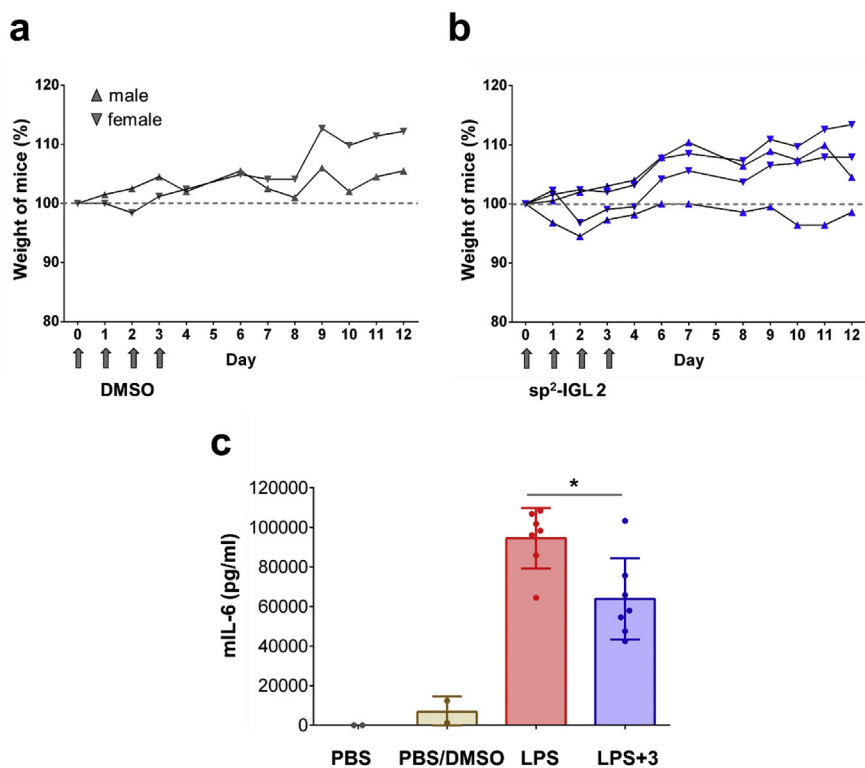 a
Weight of mice (%)
120
110
100
90
80
male
female
0 1 2 3 4 5 6 7 8 9 10 11 12
Day
DMSO
b
Weight of mice (%)
120
110
100
90
80
0 1 2 3 4 6 7 5 8 9 10 11 12
Day
sp²-IGL 2
c
mIL-6 (pg/ml)
120000
100000
80000
60000
40000
20000
0
*
PBS PBS/DMSO LPS LPS+3